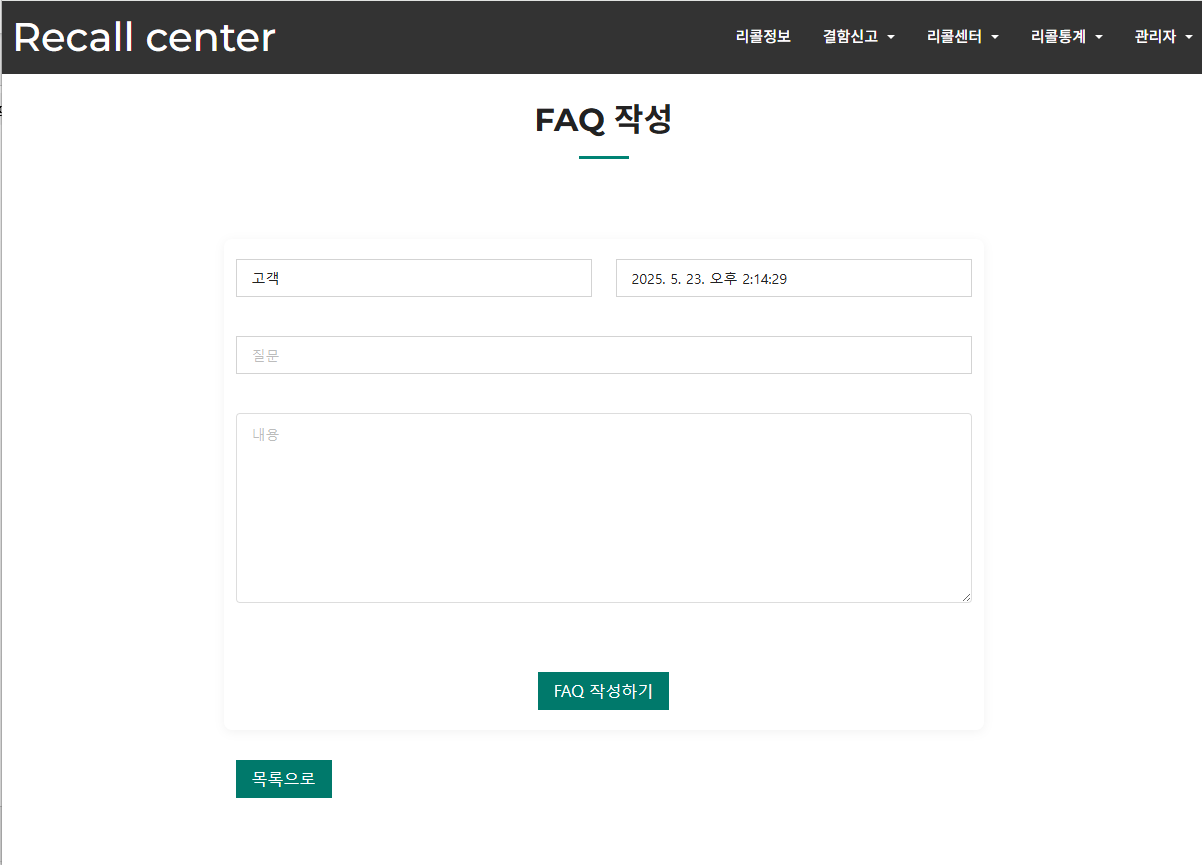 Recall center 리콜정보 결함신고 리콜센터 리콜통계 관리자
FAQ 작성
고객 2025. 5. 23. 오후 2:14:29
질문
내용
FAQ 작성하기
목록으로